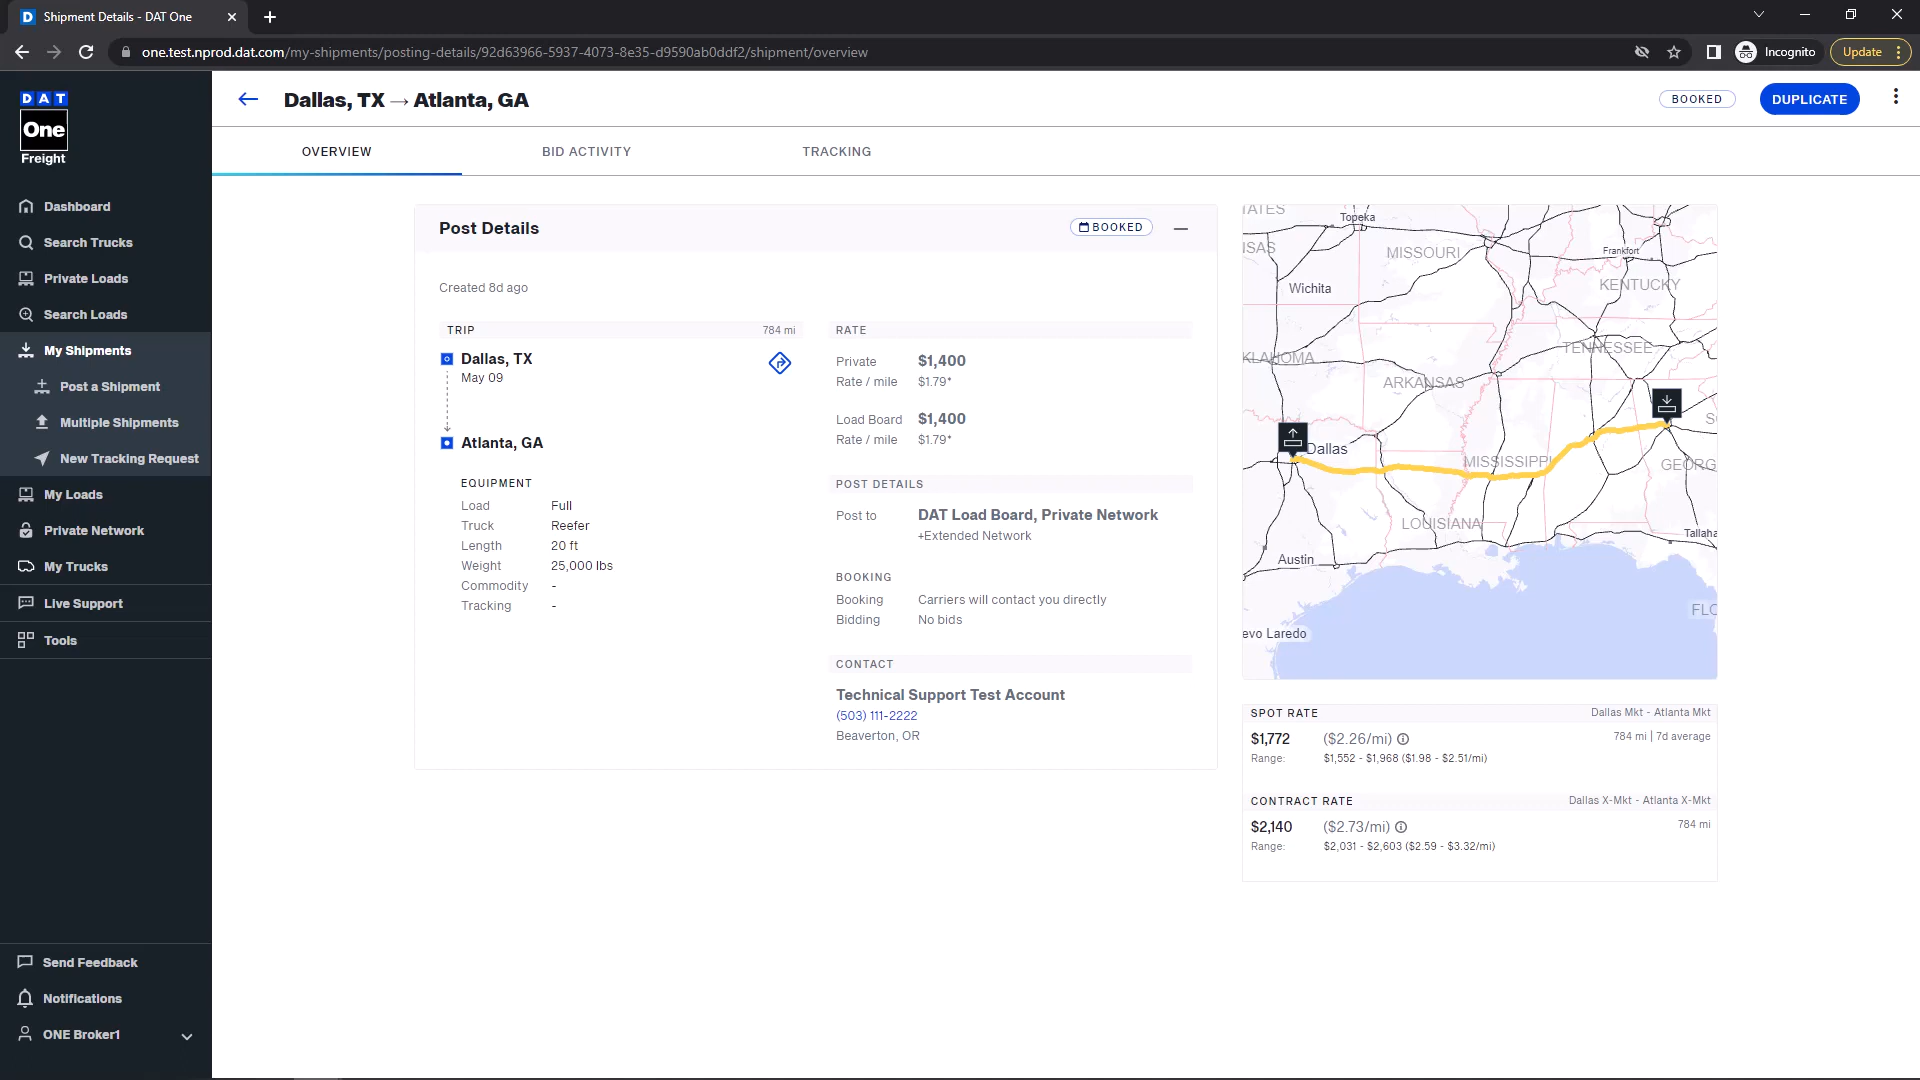 Shipment Details - DAT One
one.test.nprod.dat.com/my-shipments/posting-details/92d63966-5937-4073-8e35-d9590ab0ddf2/shipment/overview
Incognito
Update
DAT
One
Freight
Dashboard
Search Trucks
Private Loads
Search Loads
My Shipments
Post a Shipment
Multiple Shipments
New Tracking Request
My Loads
Private Network
My Trucks
Live Support
Tools
Send Feedback
Notifications
ONE Broker1
Dallas, TX → Atlanta, GA
BOOKED
DUPLICATE
OVERVIEW
BID ACTIVITY
TRACKING
Post Details
BOOKED
Created 8d ago
TRIP 784 mi
Dallas, TX
May 09
Atlanta, GA
EQUIPMENT
Load Full
Truck Reefer
Length 20 ft
Weight 25,000 lbs
Commodity -
Tracking -
RATE
Private $1,400
Rate / mile $1.79*
Load Board $1,400
Rate / mile $1.79*
POST DETAILS
Post to DAT Load Board, Private Network
+Extended Network
BOOKING
Booking Carriers will contact you directly
Bidding No bids
CONTACT
Technical Support Test Account
(503) 111-2222
Beaverton, OR
TATES
Topeka
SAS
MISSOURI
Frankfort
KENTUCKY
Wichita
KLAHOMA
TENNESSEE
ARKANSAS
Dallas
MISSISSIPPI
GEORG
LOUISIANA
Tallaha
Austin
FLO
evo Laredo
SPOT RATE Dallas Mkt - Atlanta Mkt
$1,772 ($2.26/mi) 784 mi | 7d average
Range: $1,552 - $1,968 ($1.98 - $2.51/mi)
CONTRACT RATE Dallas X-Mkt - Atlanta X-Mkt
$2,140 ($2.73/mi) 784 mi
Range: $2,031 - $2,603 ($2.59 - $3.32/mi)